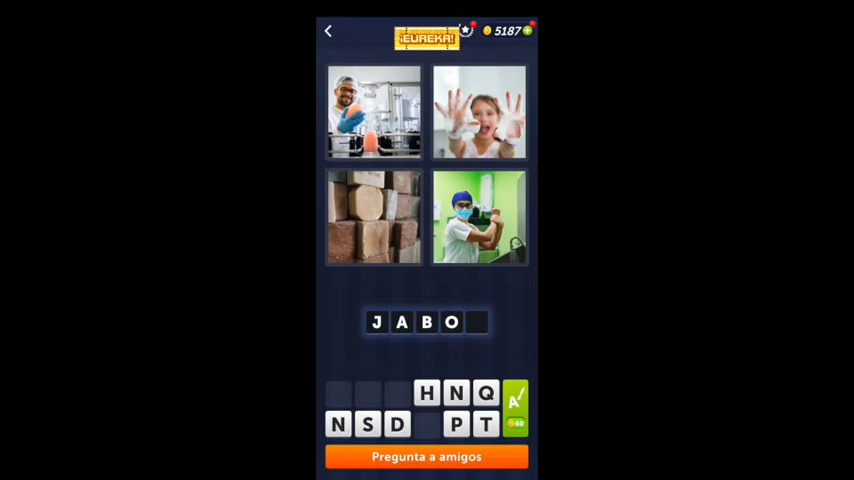 ¡EUREKA!
5187
J A B O
H N Q
A
N S D P T
60
Pregunta a amigos